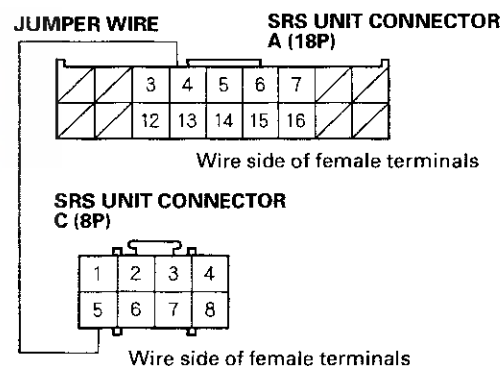 JUMPER WIRE
SRS UNIT CONNECTOR
A (18P)
3 4 5 6 7
12 13 14 15 16
Wire side of female terminals
SRS UNIT CONNECTOR
C (8P)
1 2 3 4
5 6 7 8
Wire side of female terminals